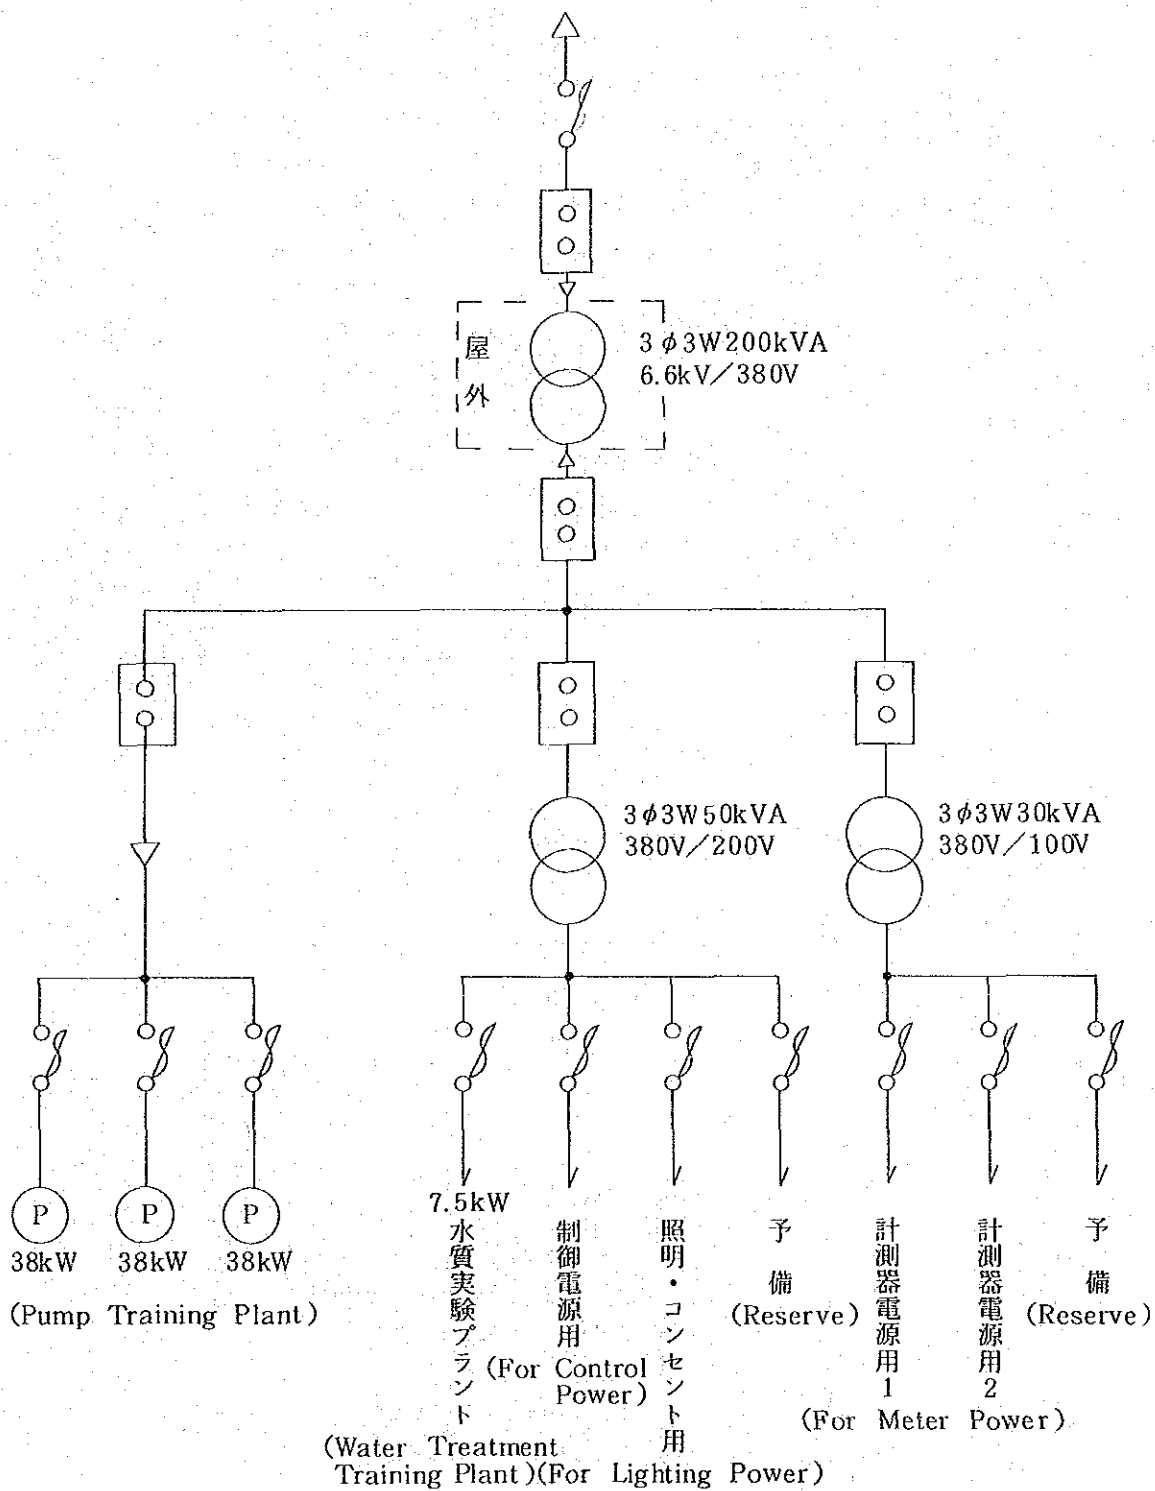 屋外
3φ3W200kVA
6.6kV/380V
3φ3W50kVA
380V/200V
3φ3W30kVA
380V/100V
P
P
P
38kW
38kW
38kW
(Pump Training Plant)
7.5kW
水質実験プラント
(Water Treatment
Training Plant)
制御電源用
(For Control
Power)
照明・コンセント用
(For Lighting Power)
予備
(Reserve)
計測器電源用1
計測器電源用2
(For Meter Power)
予備
(Reserve)